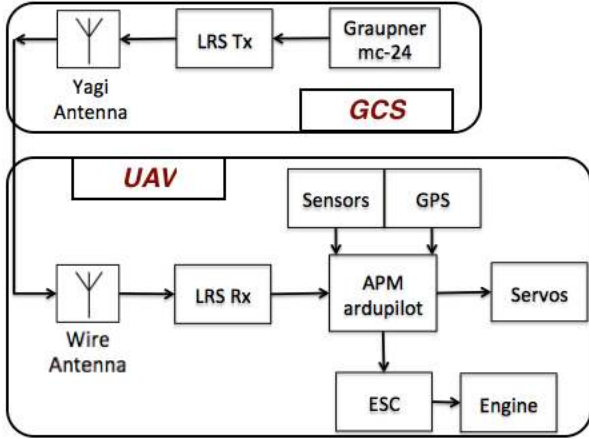 LRS Tx
Graupner
mc-24
Yagi
Antenna
GCS
UAV
Sensors
GPS
LRS Rx
APM
ardupilot
Servos
Wire
Antenna
ESC
Engine